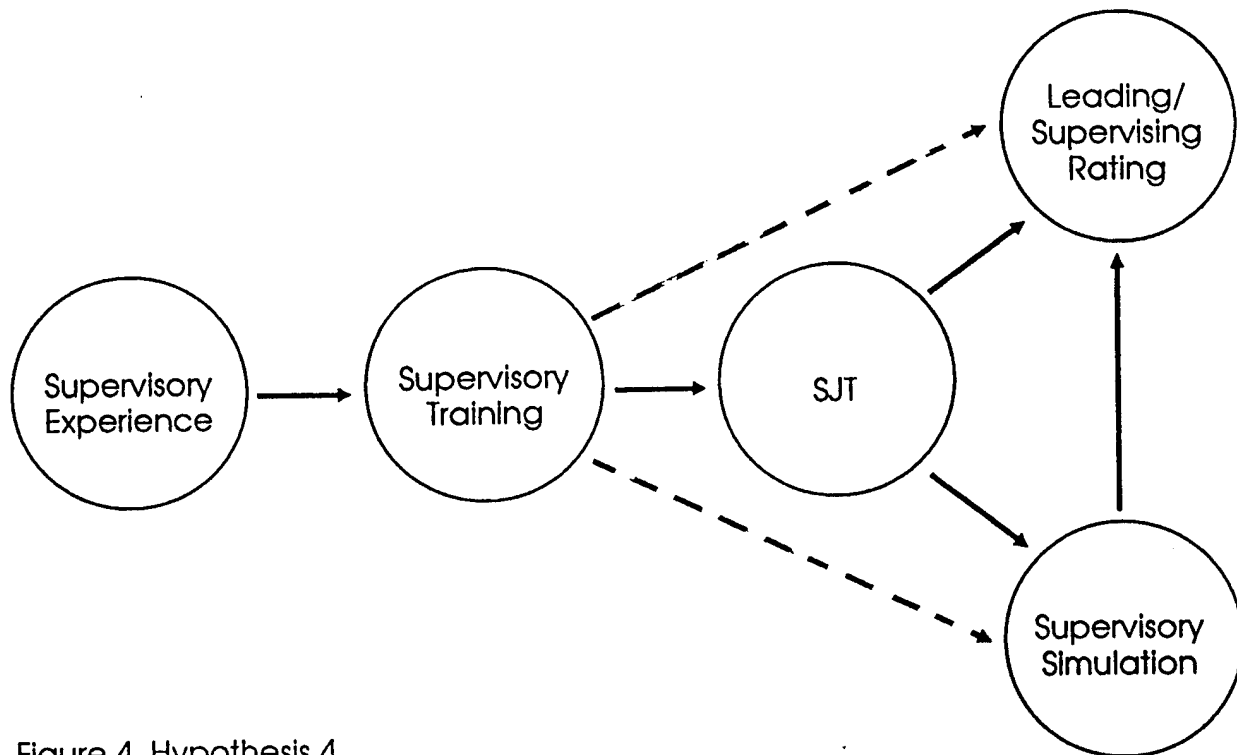 Leading/
Supervising
Rating
Supervisory
Experience
Supervisory
Training
SJT
Supervisory
Simulation
Figure 4. Hypothesis 4